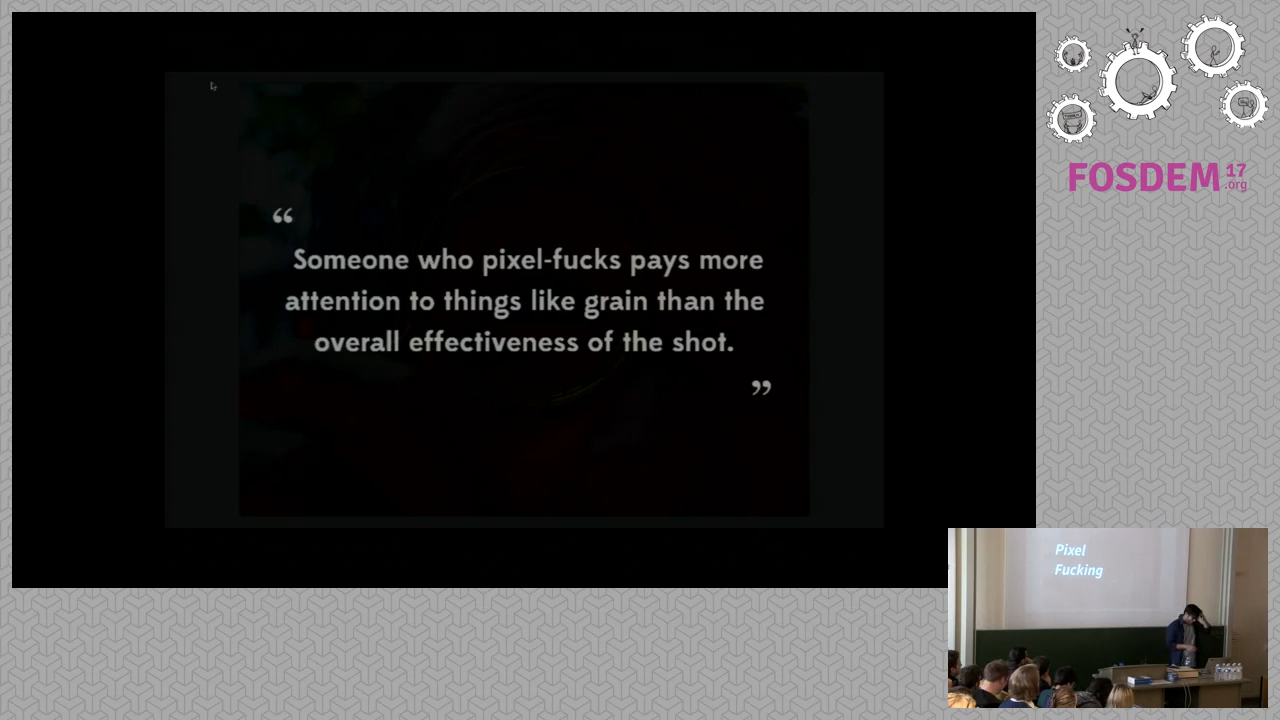 “
Someone who pixel-fucks pays more
attention to things like grain than the
overall effectiveness of the shot.
”
FOSDEM 17
.org
Pixel
Fucking